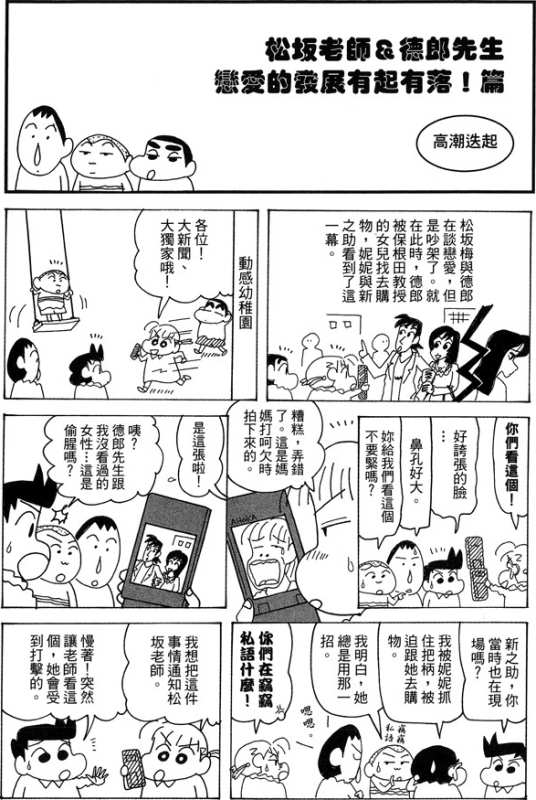 松坂老師&德郎先生
戀愛的發展有起有落!篇
高潮迭起
松坂梅與德郎
在談戀愛,但
是吵架了。就
在此時,德郎
被保根田教授
的女兒找去購
物,妮妮與新
之助看到了這
一幕。
動感幼稚園
各位!
大新聞、
大獨家哦!
你們看這個!
好誇張的臉
…
鼻孔好大。
妳給我們看這個
不要緊嗎?
糟糕,弄錯
了。這是媽
媽打呵欠時
拍下來的。
是這張啦!
咦?
德郎先生跟
我沒看過的
女性…這是
偷腥嗎?
新之助,你
當時也在現
場嗎?
我被妮妮抓
住把柄,被
迫跟她去購
物。
我明白,她
總是用那一
招。
竊竊
私語
嗯嗯。
你們在竊竊
私語什麼!
我想把這件
事情通知松
坂老師。
慢著!突然
讓老師看這
個,她會受
到打擊的。